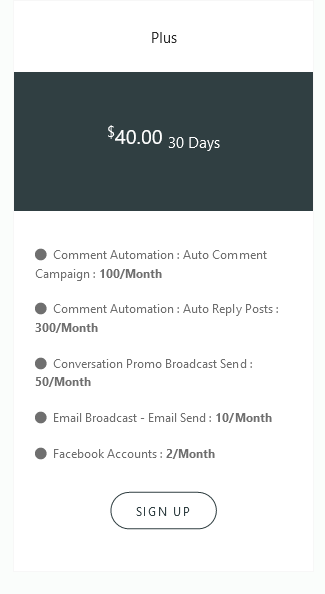 Plus
$40.00 30 Days
Comment Automation : Auto Comment
Campaign : 100/Month
Comment Automation : Auto Reply Posts :
300/Month
Conversation Promo Broadcast Send :
50/Month
Email Broadcast - Email Send : 10/Month
Facebook Accounts : 2/Month
SIGN UP